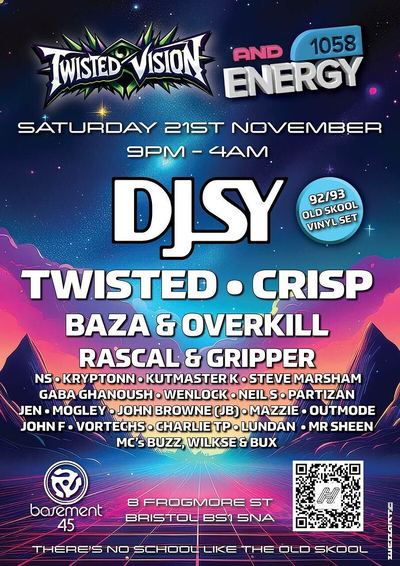 TWISTED VISION
AND
1058
ENERGY
SATURDAY 21ST NOVEMBER
9PM - 4AM
DJ SY
92/93
OLD SKOOL
VINYL SET
TWISTED • CRISP
BAZA & OVERKILL
RASCAL & GRIPPER
NS • KRYPTONN • KUTMASTER K • STEVE MARSHAM
GABA GHANOUSH • WENLOCK • NEIL S • PARTIZAN
JEN • MOGLEY • JOHN BROWNE (JB) • MAZZIE • OUTMODE
JOHN F • VORTECHS • CHARLIE TP • LUNDAN • MR SHEEN
MC's BUZZ, WILKSE & BUX
basement
45
8 FROGMORE ST
BRISTOL BS1 5NA
THERE'S NO SCHOOL LIKE THE OLD SKOOL